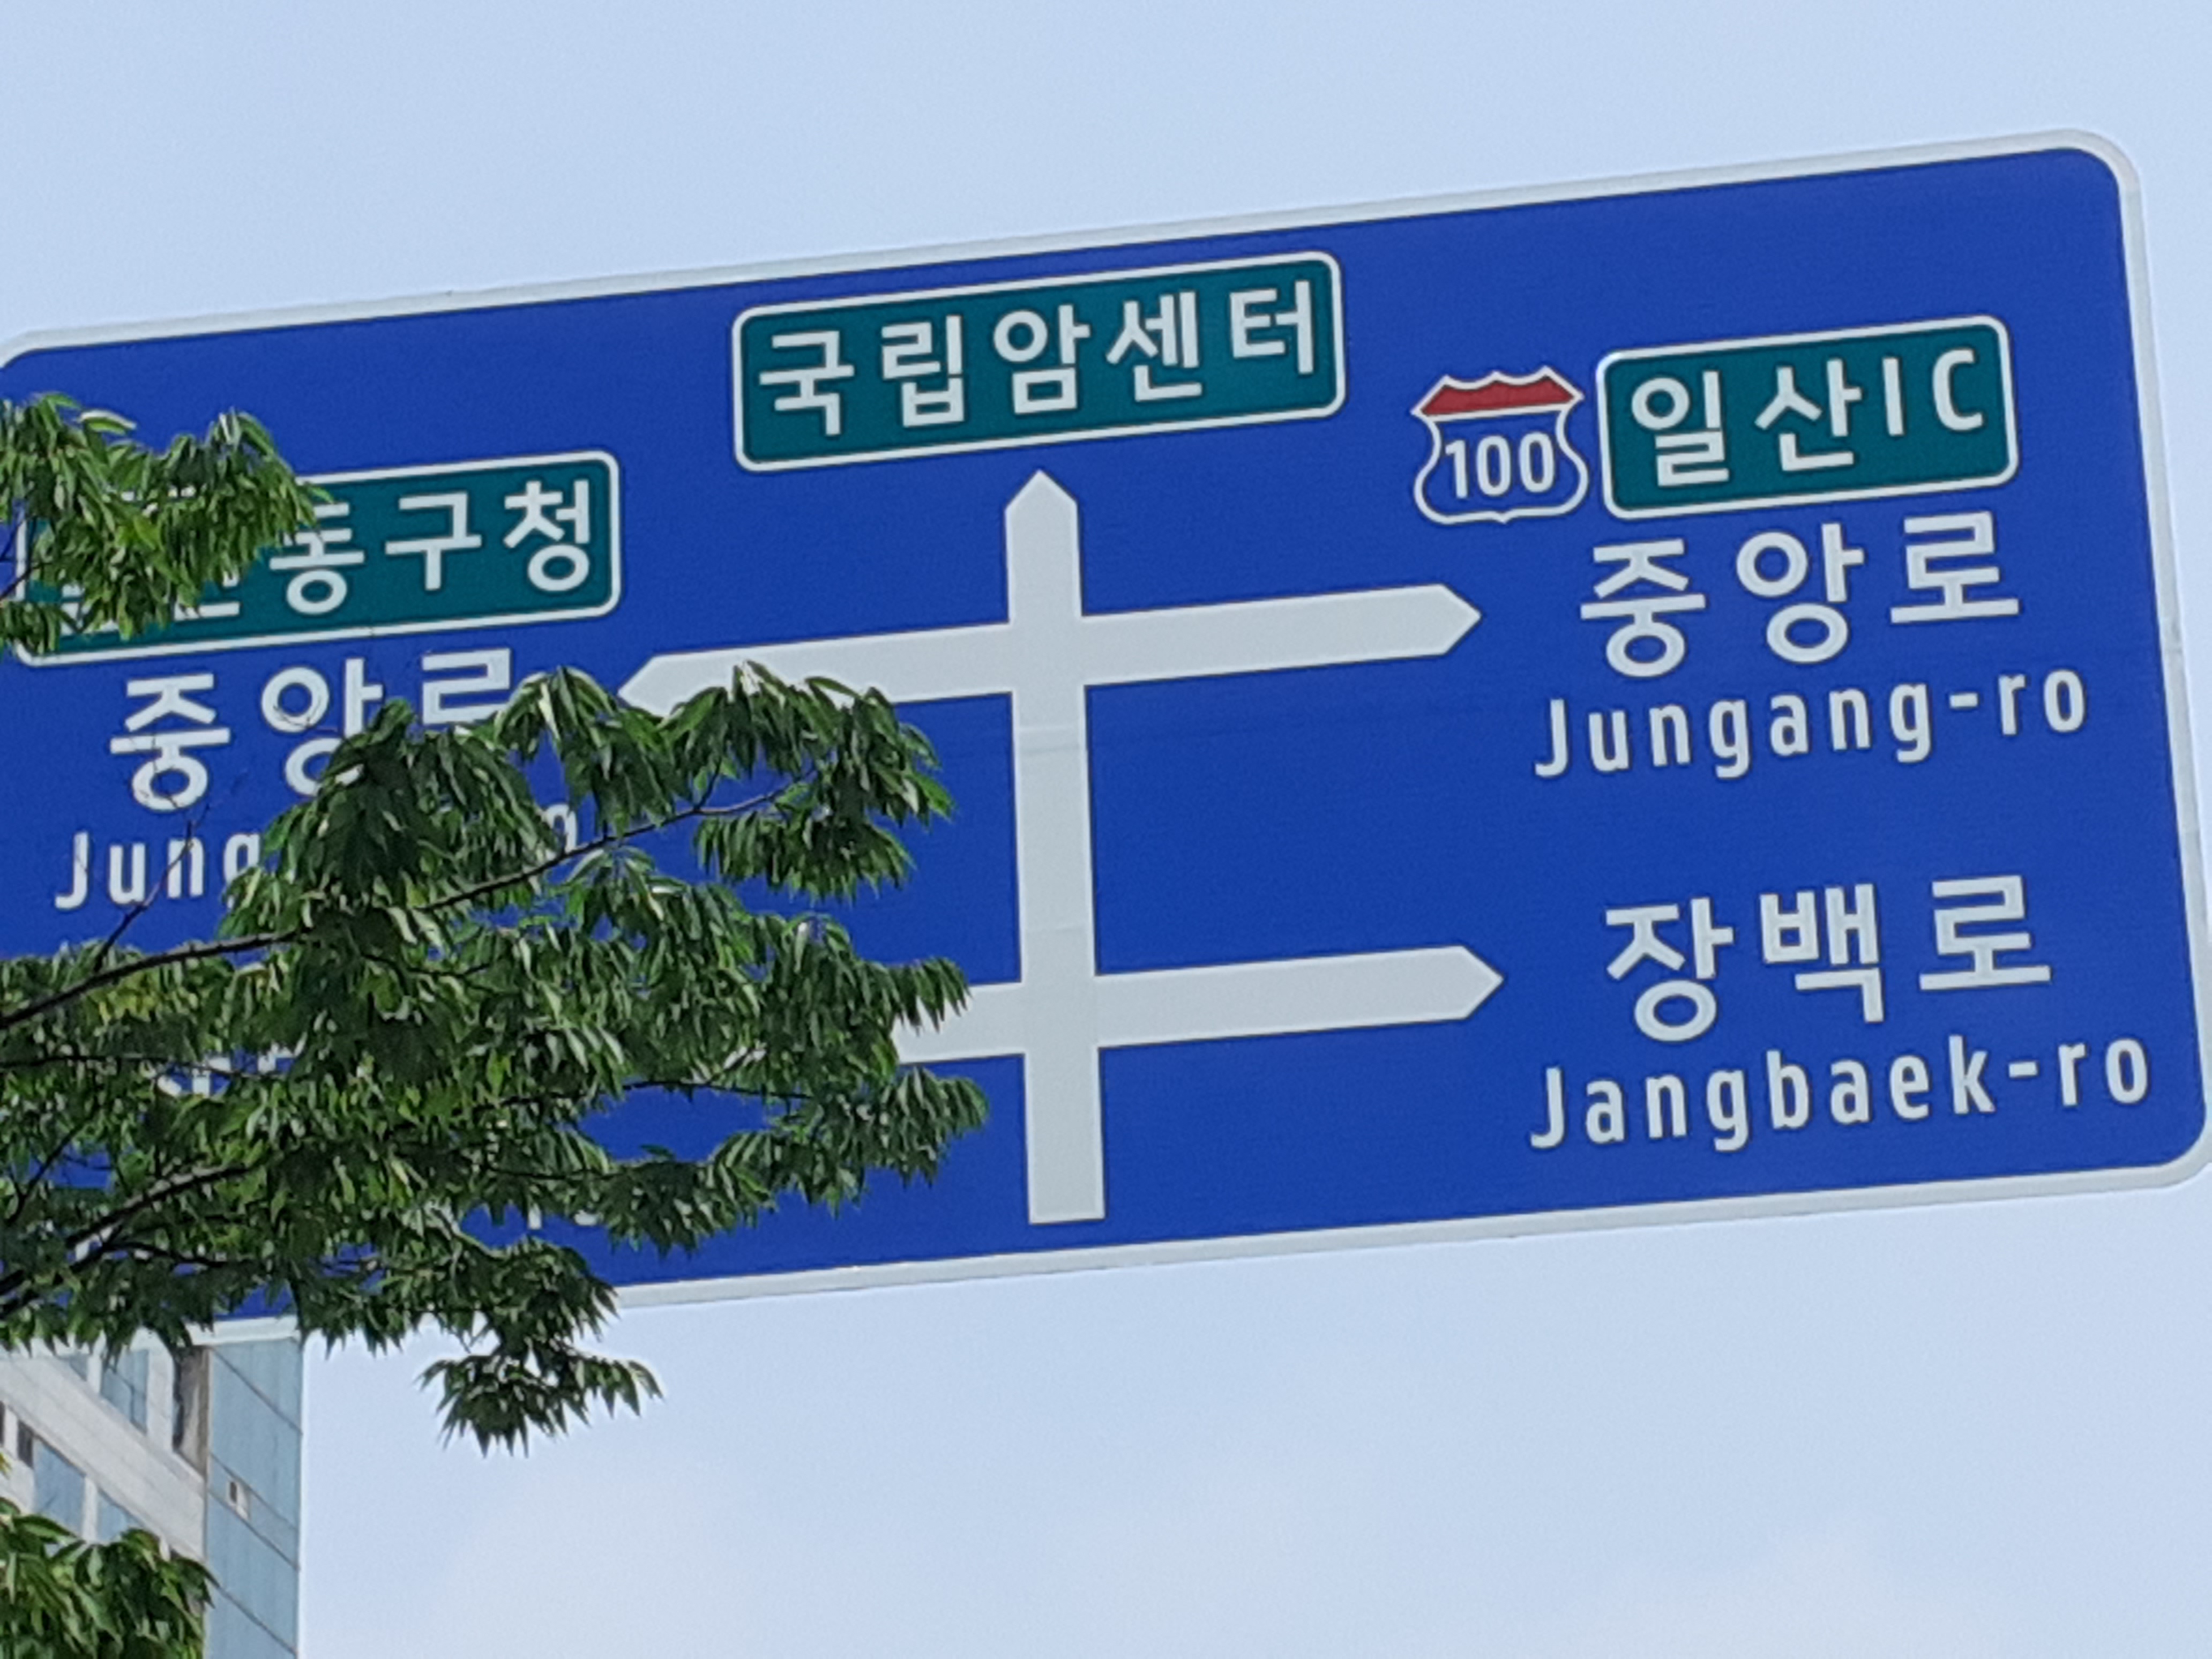 국립암센터
동구청
100 일산IC
중앙로
중앙로
Jungang-ro
장백로
Jangbaek-ro